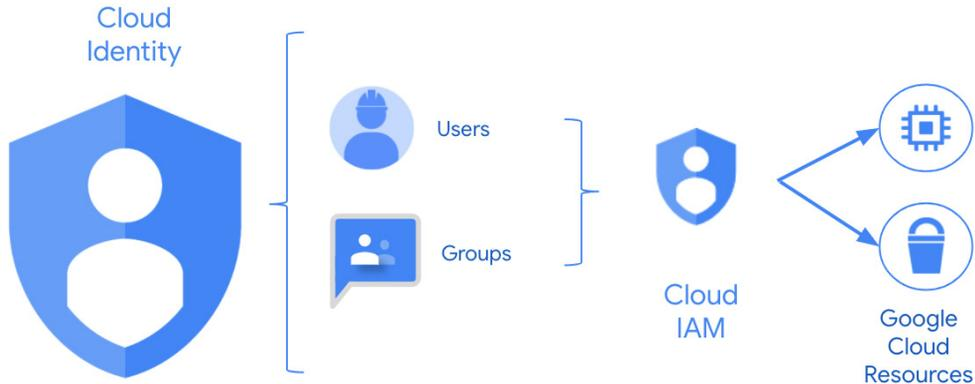 Cloud
Identity
Users
Groups
Cloud
IAM
Google
Cloud
Resources